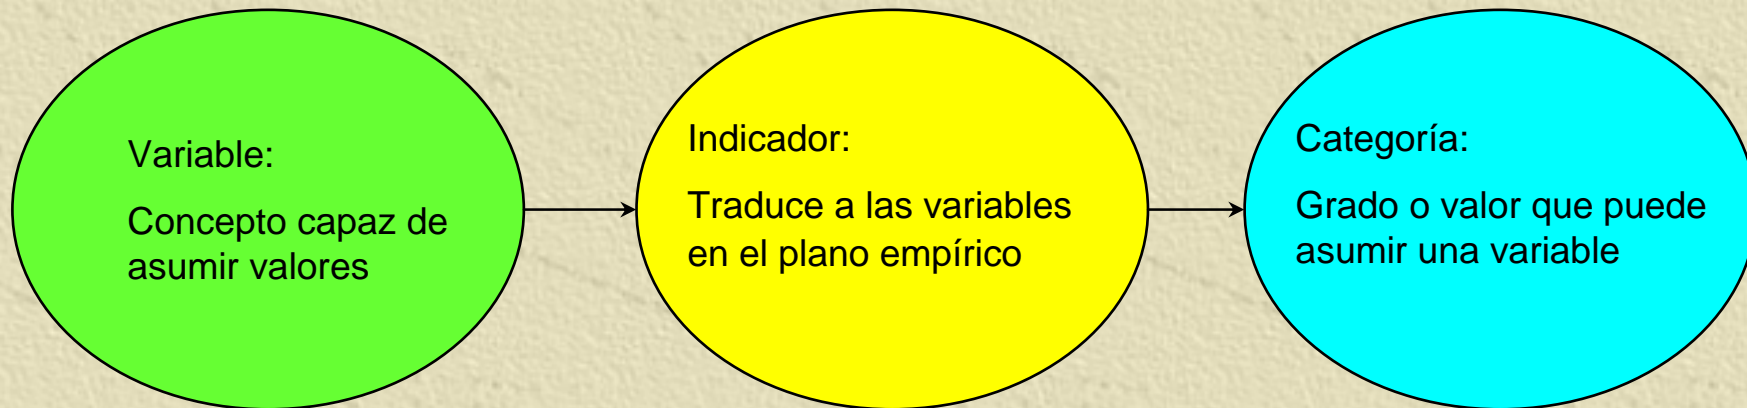 Variable:
Concepto capaz de
asumir valores
Indicador:
Traduce a las variables
en el plano empírico
Categoría:
Grado o valor que puede
asumir una variable